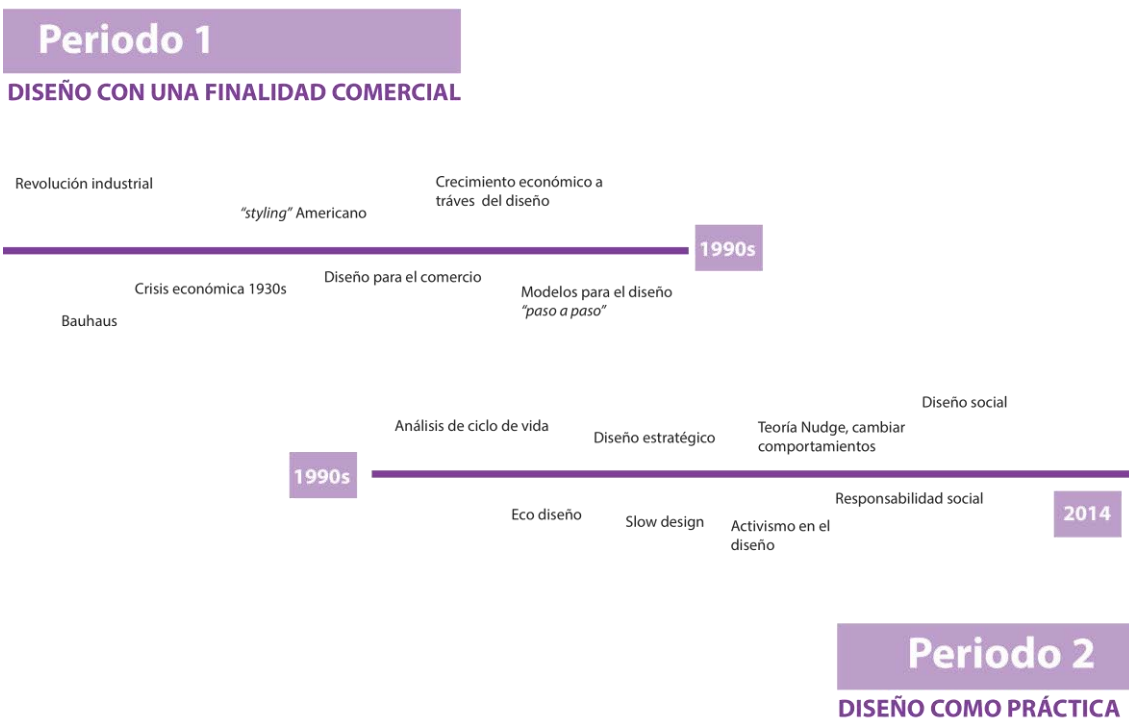 Periodo 1
DISEÑO CON UNA FINALIDAD COMERCIAL
Revolución industrial
"styling" Americano
Crecimiento económico a
tráves del diseño
1990s
Crisis económica 1930s
Diseño para el comercio
Modelos para el diseño
"paso a paso"
Bauhaus
Análisis de ciclo de vida
Diseño estratégico
Teoría Nudge, cambiar
comportamientos
Diseño social
1990s
Eco diseño
Slow design
Activismo en el
diseño
Responsabilidad social
2014
Periodo 2
DISEÑO COMO PRÁCTICA